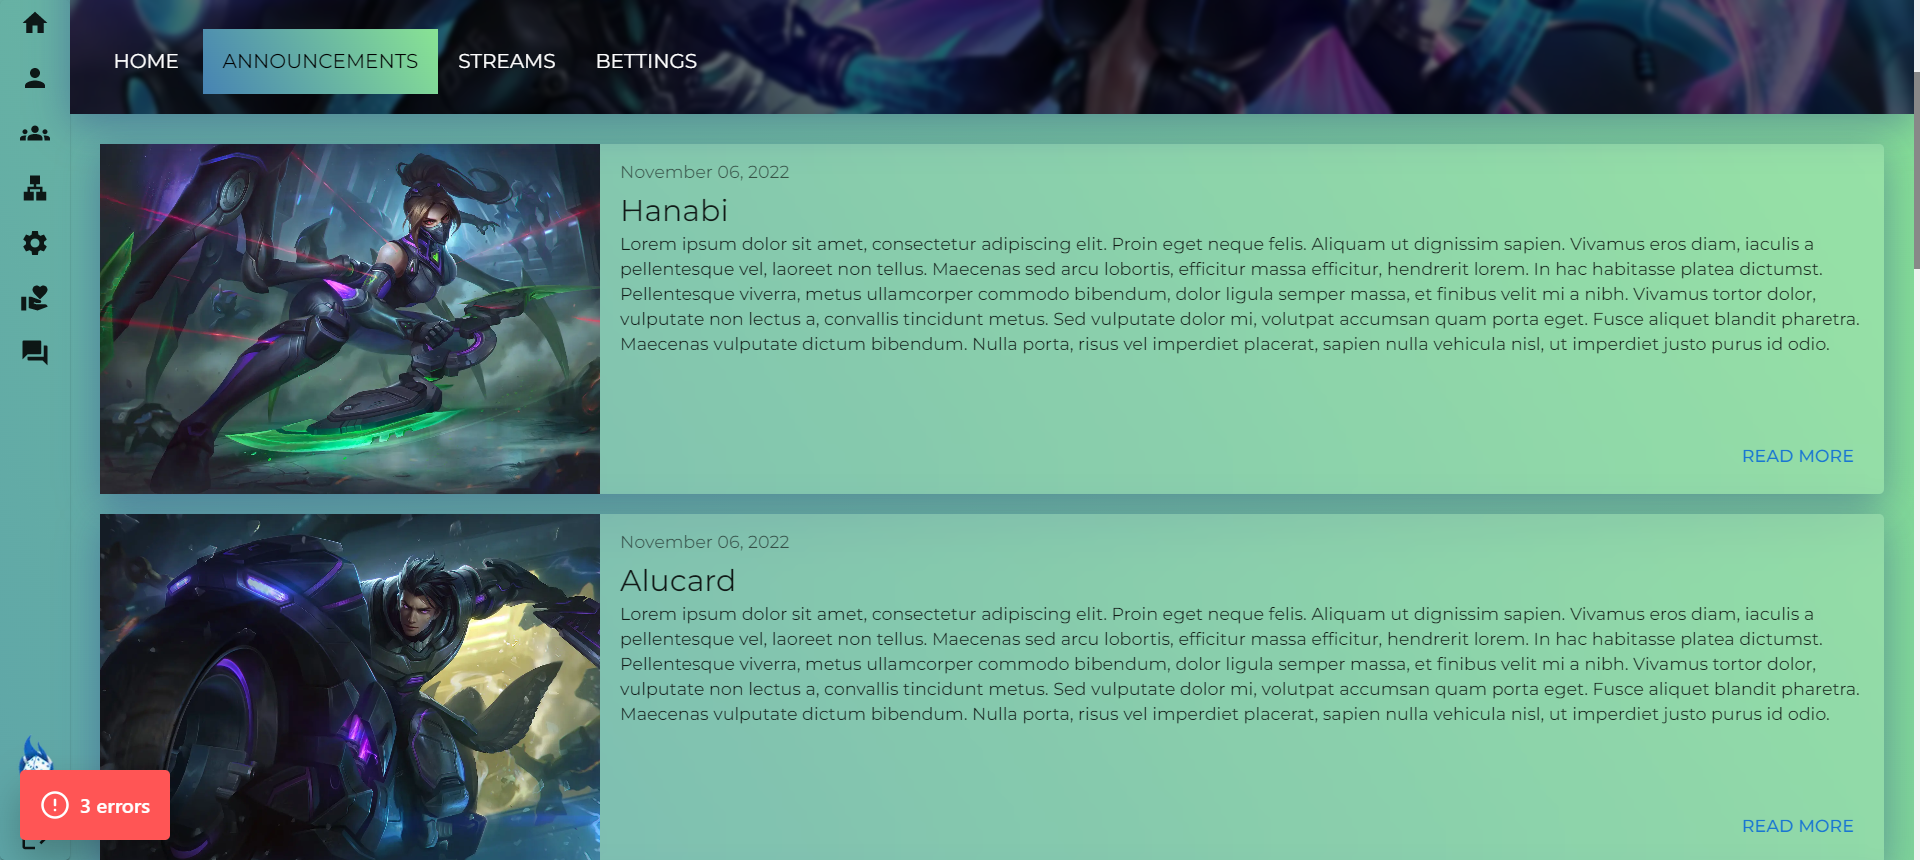 HOME
ANNOUNCEMENTS
STREAMS
BETTINGS
November 06, 2022
Hanabi
Lorem ipsum dolor sit amet, consectetur adipiscing elit. Proin eget neque felis. Aliquam ut dignissim sapien. Vivamus eros diam, iaculis a
pellentesque vel, laoreet non tellus. Maecenas sed arcu lobortis, efficitur massa efficitur, hendrerit lorem. In hac habitasse platea dictumst.
Pellentesque viverra, metus ullamcorper commodo bibendum, dolor ligula semper massa, et finibus velit mi a nibh. Vivamus tortor dolor,
vulputate non lectus a, convallis tincidunt metus. Sed vulputate dolor mi, volutpat accumsan quam porta eget. Fusce aliquet blandit pharetra.
Maecenas vulputate dictum bibendum. Nulla porta, risus vel imperdiet placerat, sapien nulla vehicula nisl, ut imperdiet justo purus id odio.
READ MORE
November 06, 2022
Alucard
Lorem ipsum dolor sit amet, consectetur adipiscing elit. Proin eget neque felis. Aliquam ut dignissim sapien. Vivamus eros diam, iaculis a
pellentesque vel, laoreet non tellus. Maecenas sed arcu lobortis, efficitur massa efficitur, hendrerit lorem. In hac habitasse platea dictumst.
Pellentesque viverra, metus ullamcorper commodo bibendum, dolor ligula semper massa, et finibus velit mi a nibh. Vivamus tortor dolor,
vulputate non lectus a, convallis tincidunt metus. Sed vulputate dolor mi, volutpat accumsan quam porta eget. Fusce aliquet blandit pharetra.
Maecenas vulputate dictum bibendum. Nulla porta, risus vel imperdiet placerat, sapien nulla vehicula nisl, ut imperdiet justo purus id odio.
READ MORE
3 errors